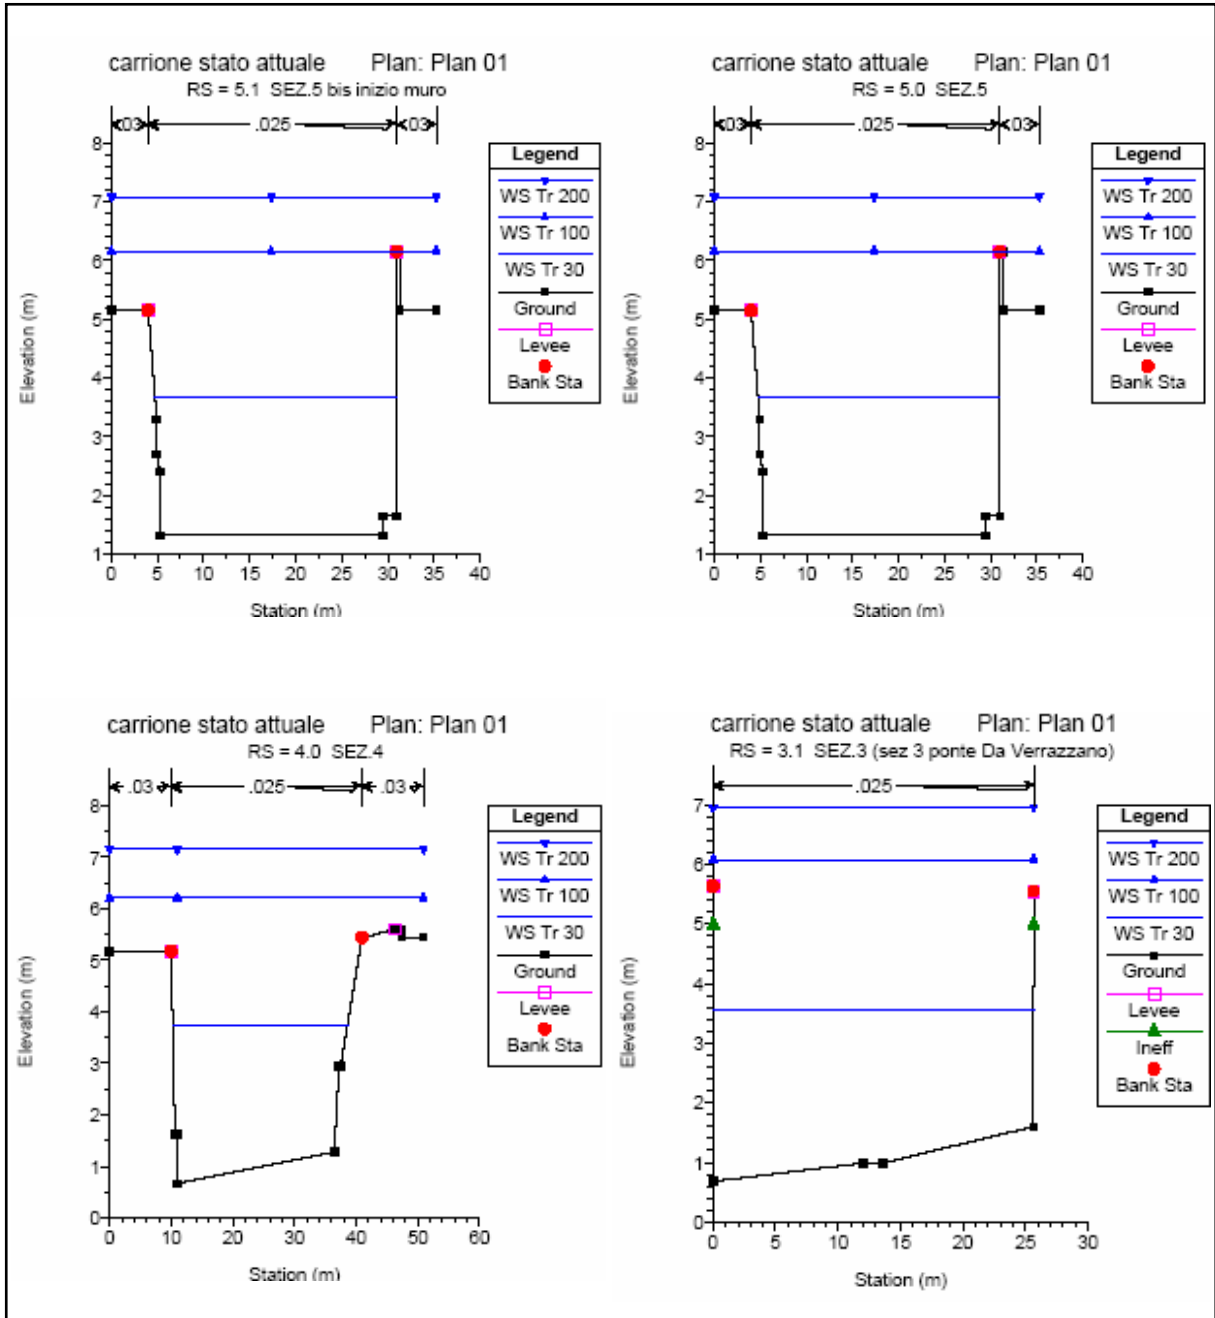 carrione stato attuale Plan: Plan 01
RS = 5.1 SEZ.5 bis inizio muro
.03 .025 .03
8
7
6
5
4
3
2
1
0 5 10 15 20 25 30 35 40
Elevation (m)
Station (m)
Legend
WS Tr 200
WS Tr 100
WS Tr 30
Ground
Levee
Bank Sta
carrione stato attuale Plan: Plan 01
RS = 5.0 SEZ.5
.03 .025 .03
8
7
6
5
4
3
2
1
0 5 10 15 20 25 30 35 40
Elevation (m)
Station (m)
Legend
WS Tr 200
WS Tr 100
WS Tr 30
Ground
Levee
Bank Sta
carrione stato attuale Plan: Plan 01
RS = 4.0 SEZ.4
.03 .025 .03
8
7
6
5
4
3
2
1
0
0 10 20 30 40 50 60
Elevation (m)
Station (m)
Legend
WS Tr 200
WS Tr 100
WS Tr 30
Ground
Levee
Bank Sta
carrione stato attuale Plan: Plan 01
RS = 3.1 SEZ.3 (sez 3 ponte Da Verrazzano)
.025
7
6
5
4
3
2
1
0
0 5 10 15 20 25 30
Elevation (m)
Station (m)
Legend
WS Tr 200
WS Tr 100
WS Tr 30
Ground
Levee
Ineff
Bank Sta